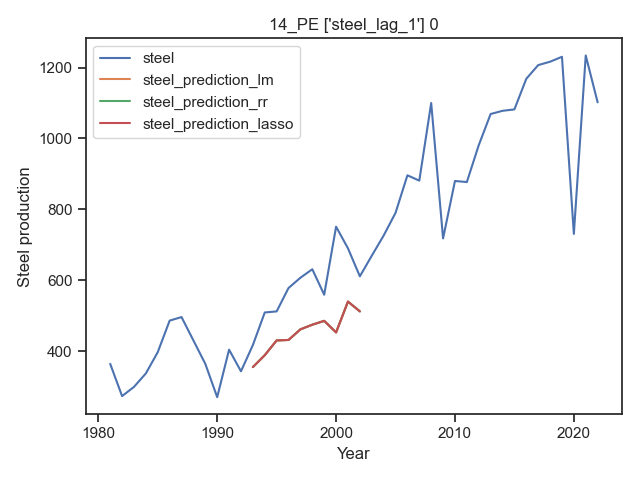 14_PE ['steel_lag_1'] 0
steel
steel_prediction_lm
steel_prediction_rr
steel_prediction_lasso
1200
1000
800
600
400
Steel production
1980
1990
2000
2010
2020
Year